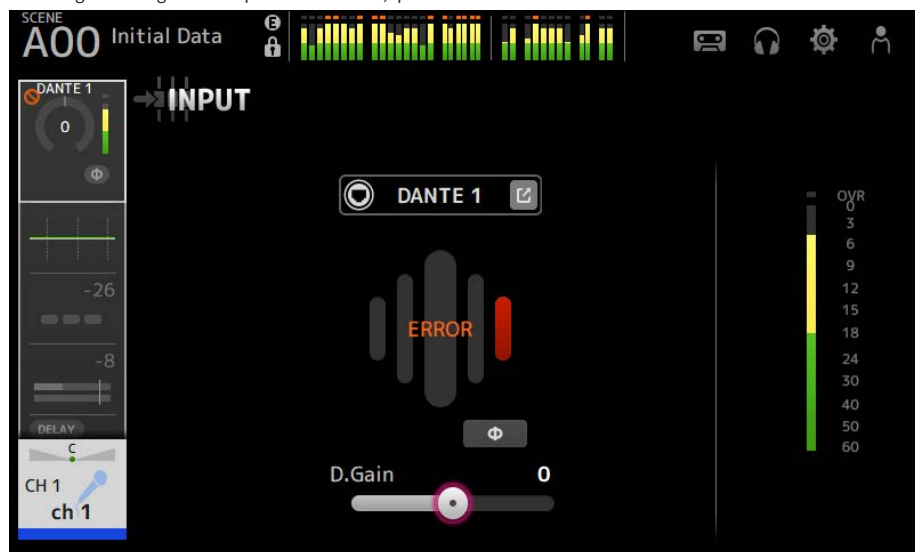 SCENE
A00 Initial Data
E
DANTE 1
0
Φ
-26
-8
DELAY
C
CH 1
ch 1
INPUT
DANTE 1
ERROR
Φ
D.Gain 0
OVR
0
3
6
9
12
15
18
24
30
40
50
60